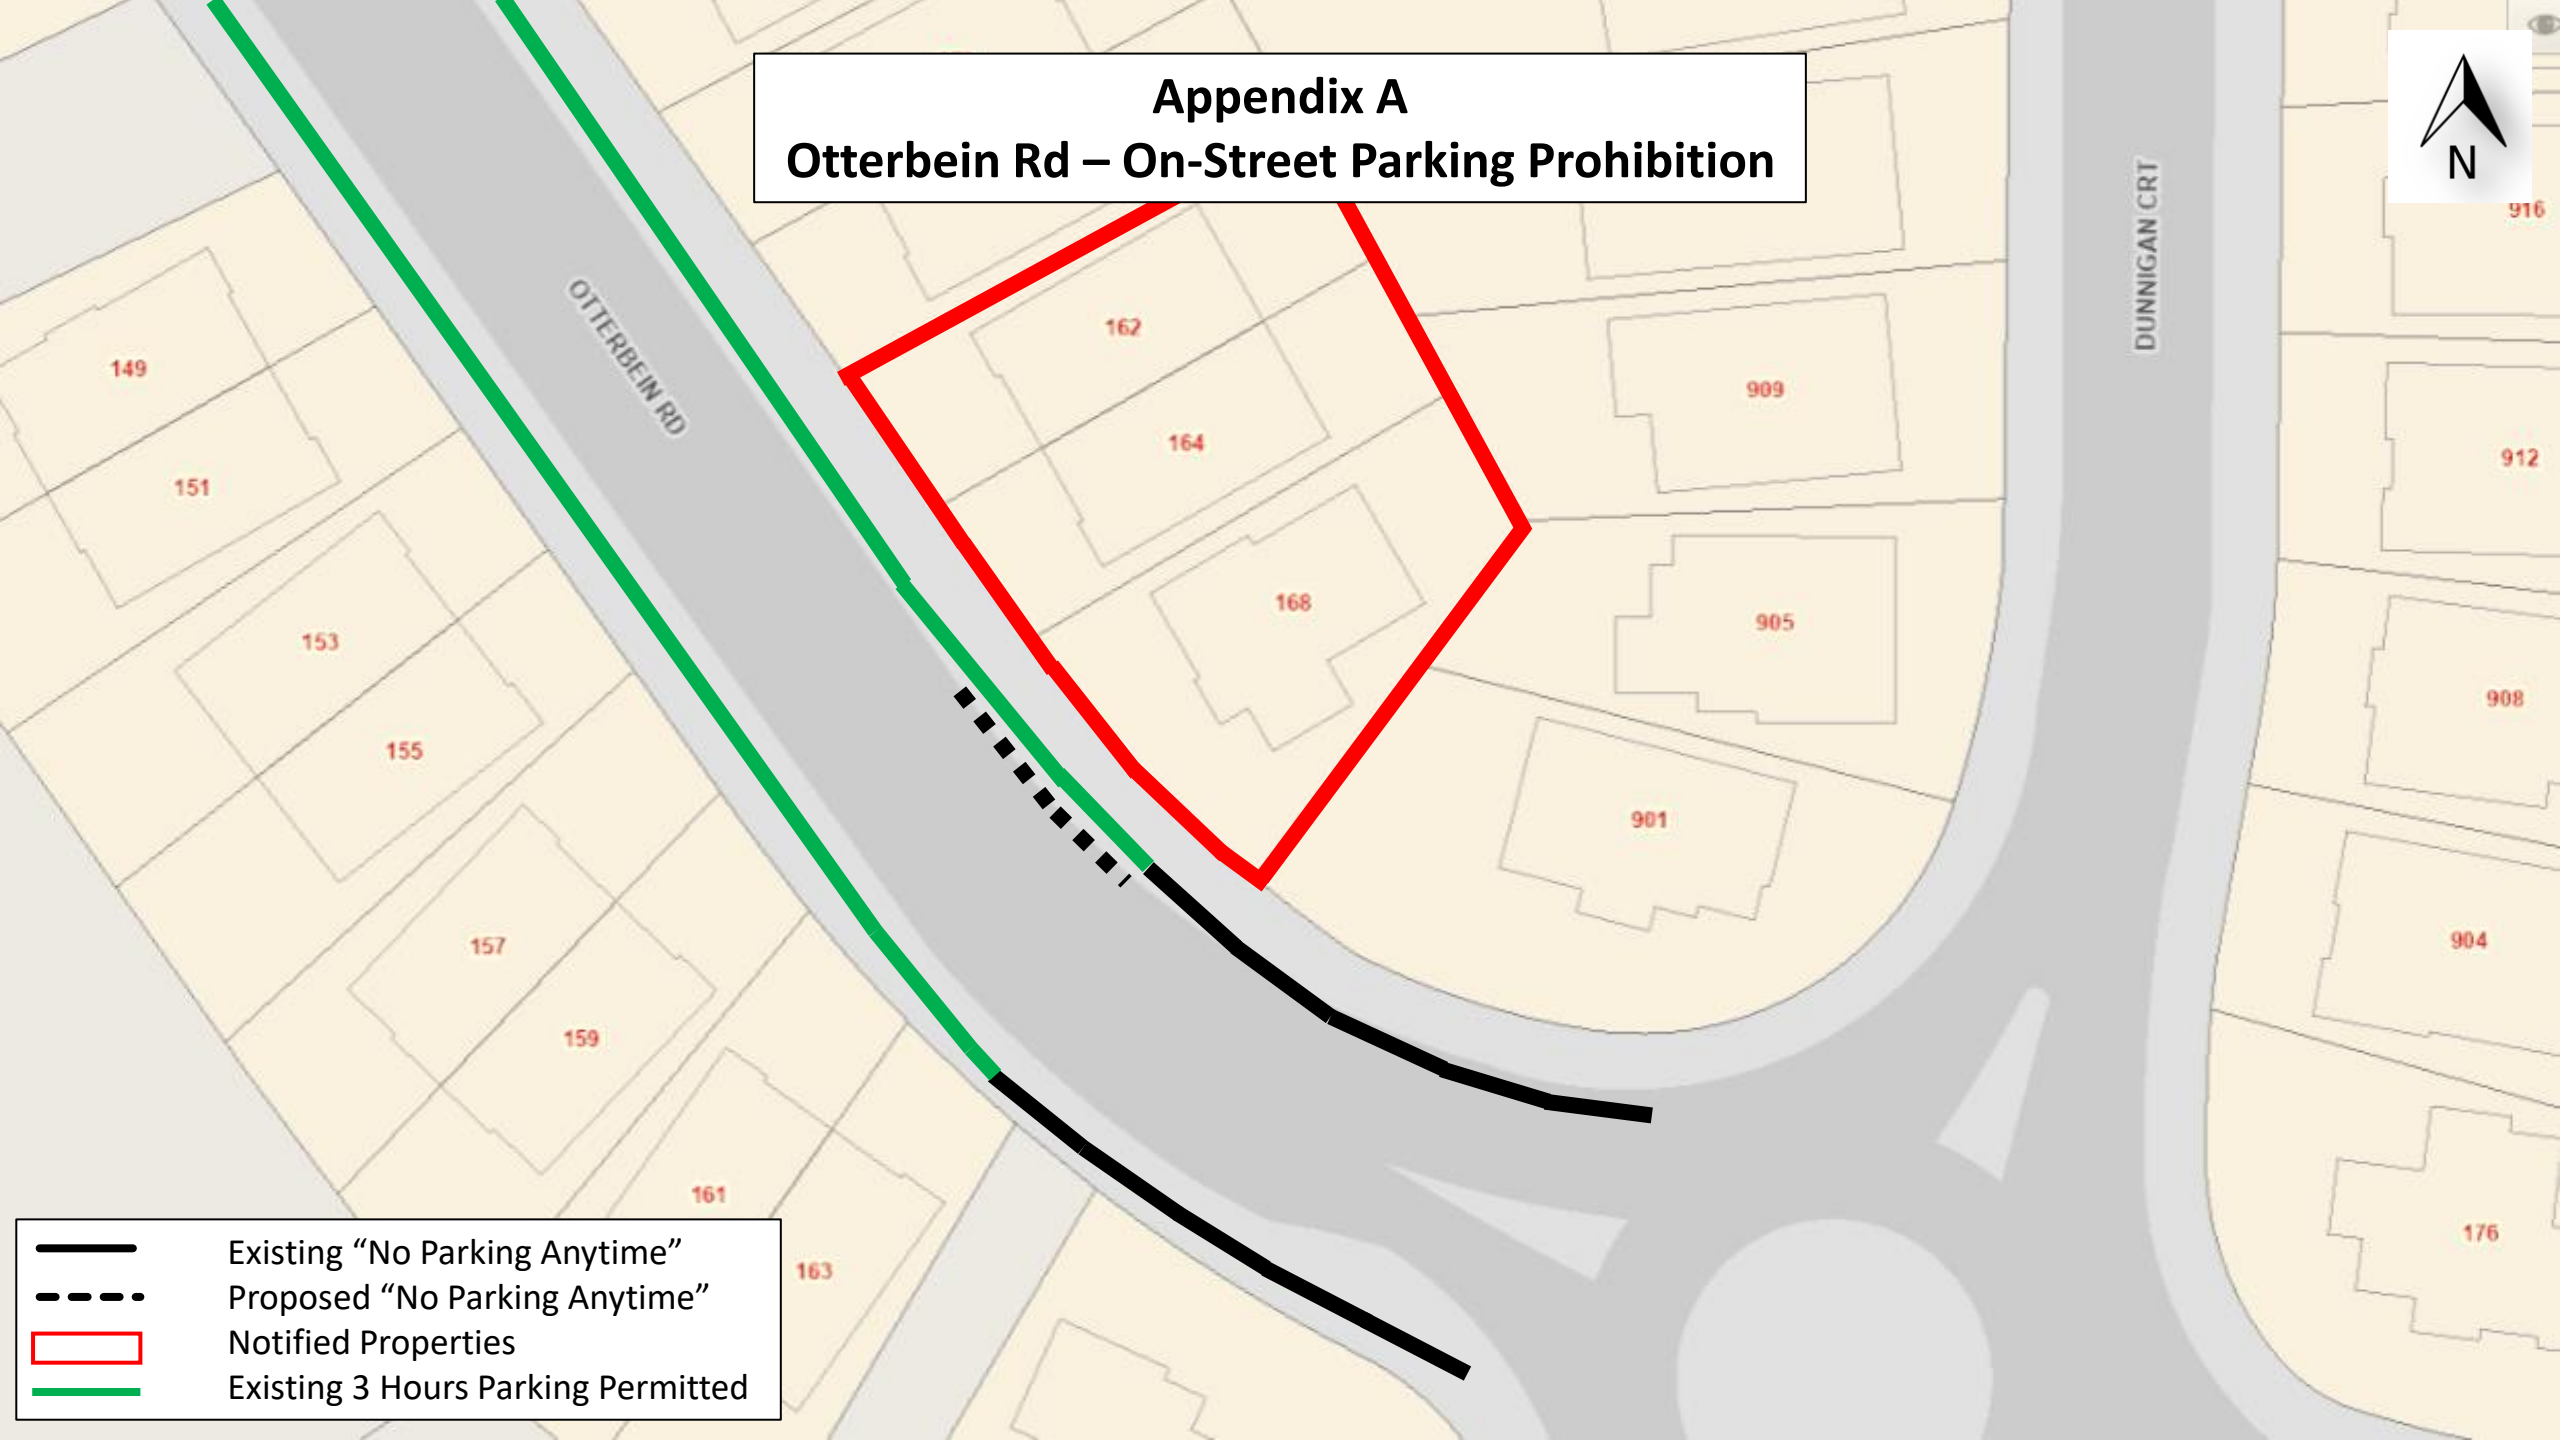 Appendix A
Otterbein Rd – On-Street Parking Prohibition
N
OTTERBEIN RD
DUNNIGAN CRT
916
162
149
909
164
912
151
168
905
153
908
155
901
157
904
159
161
176
163
Existing “No Parking Anytime”
Proposed “No Parking Anytime”
Notified Properties
Existing 3 Hours Parking Permitted